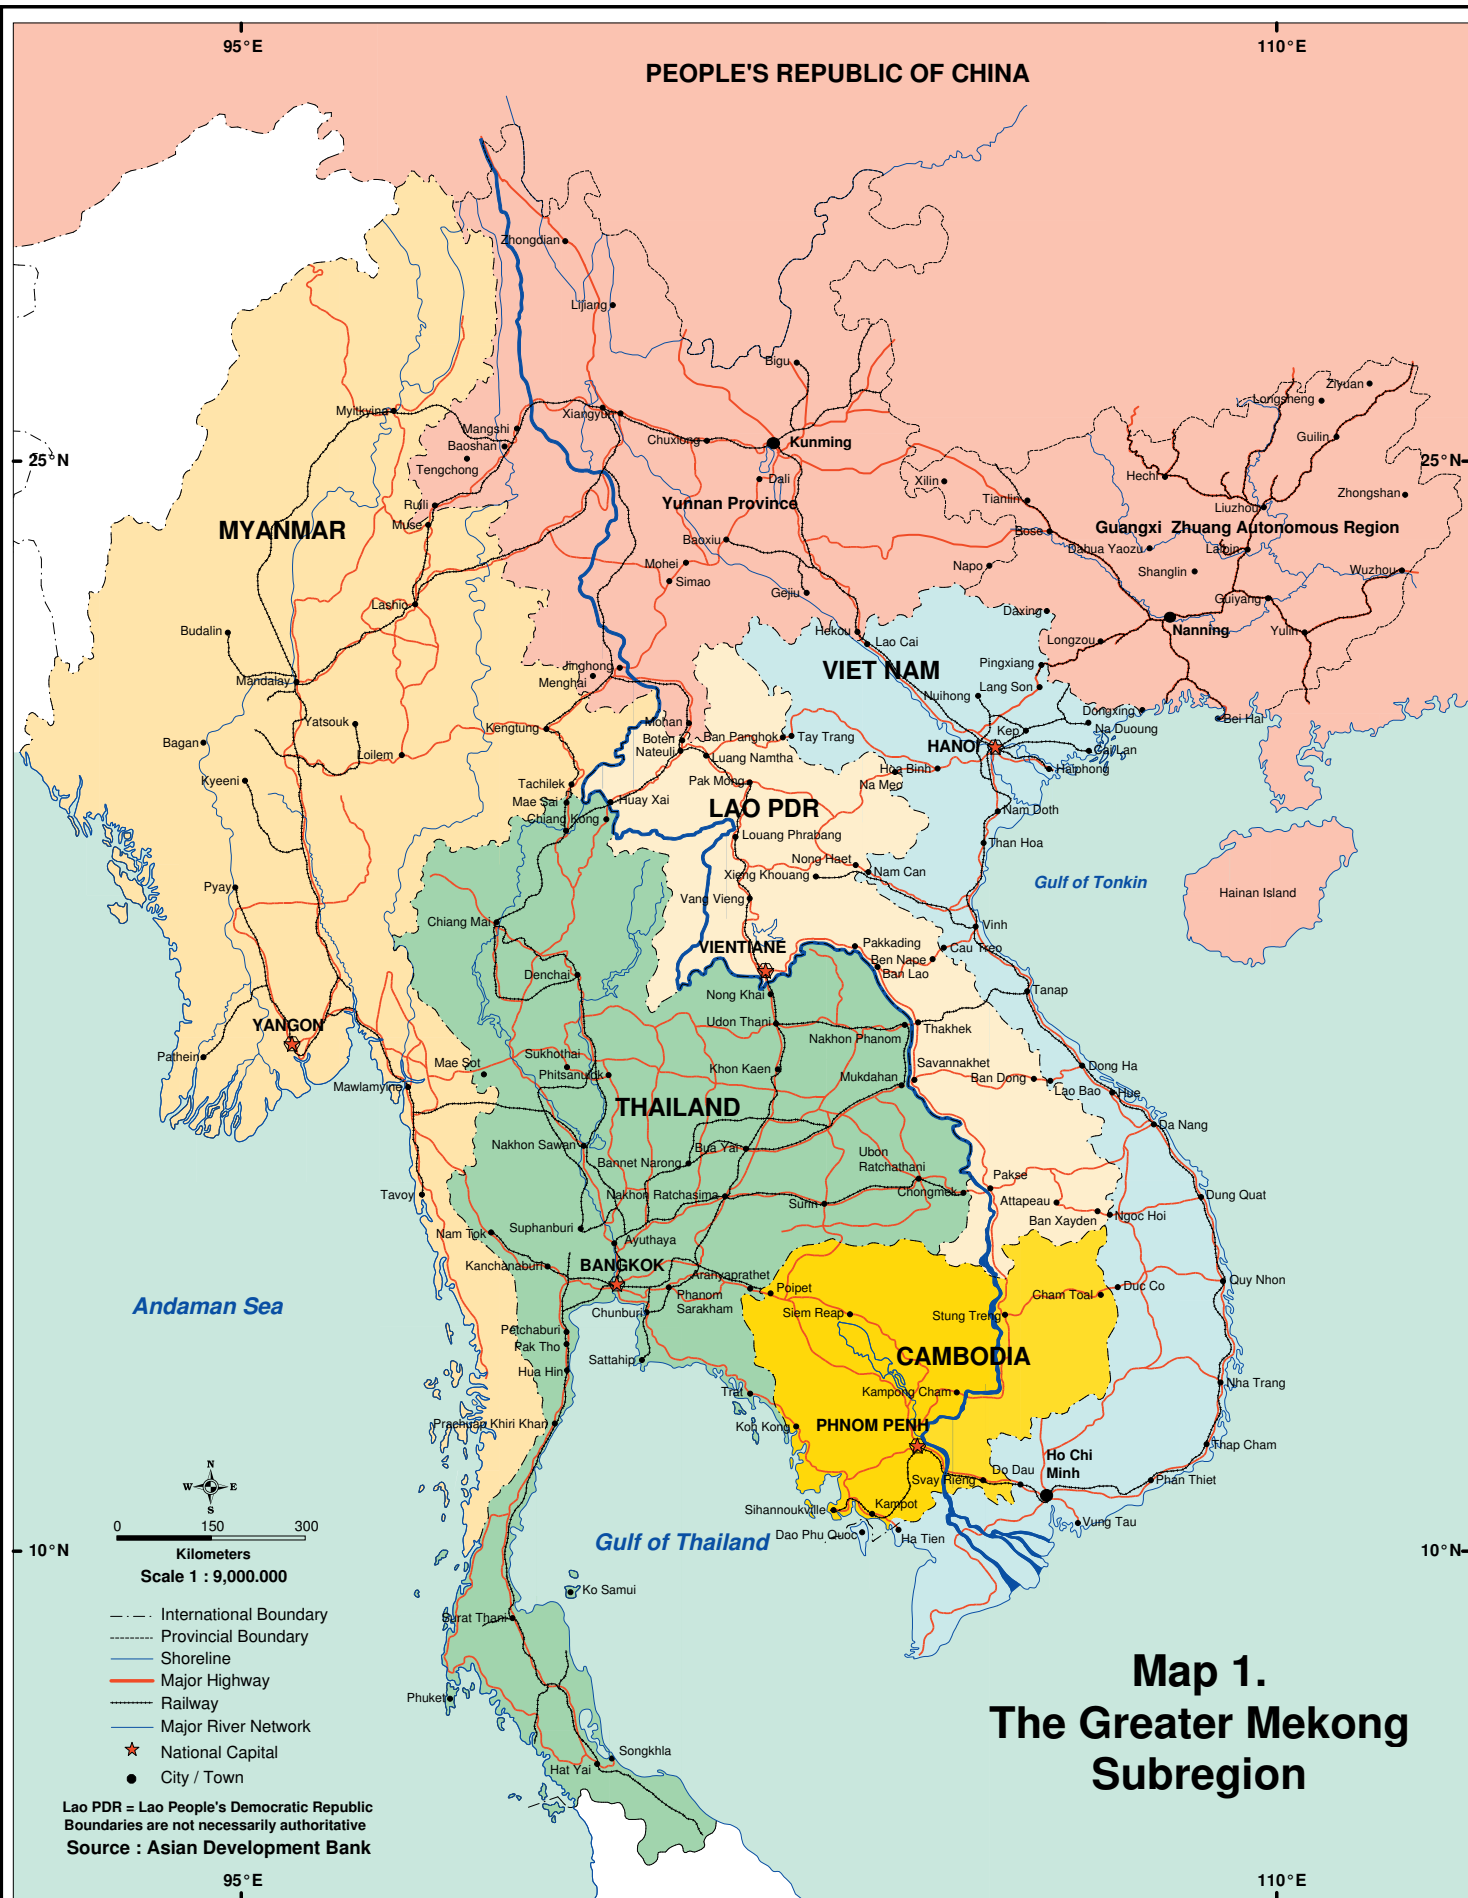 95°E
110°E
PEOPLE'S REPUBLIC OF CHINA
Zhongdian
Lijiang
Bigu
Ziyuan
Longsheng
Myitkyina
Xiangyun
Mangshi
Baoshan
Chuxiong
Kunming
Guilin
25°N
25°N
Tengchong
Dali
Xilin
Hechi
Zhongshan
Ruili
Yunnan Province
Tianlin
Liuzhou
MYANMAR
Muse
Baoxiu
Bose
Guangxi Zhuang Autonomous Region
Dahua Yaozu
Laibin
Mohei
Simao
Napo
Shanglin
Wuzhou
Gejiu
Lashio
Daxing
Guiyang
Budalin
Hekou
Lao Cai
Longzou
Nanning
Yulin
Jinghong
Menghai
VIET NAM
Pingxiang
Mandalay
Nuihong
Lang Son
Yatsouk
Kengtung
Mohan
Dongxing
Bei Hai
Bagan
Boten
Ban Panghok
Tay Trang
Kep
Na Duoung
Nateuil
HANOI
Cai Lan
Loilem
Luang Namtha
Hoa Binh
Haiphong
Kyeeni
Tachilek
Pak Mong
Na Meo
Mae Sai
Huay Xai
LAO PDR
Nam Doth
Chiang Kong
Louang Phrabang
Than Hoa
Nong Haet
Xieng Khouang
Nam Can
Gulf of Tonkin
Hainan Island
Pyay
Vang Vieng
Chiang Mai
Vinh
VIENTIANE
Pakkading
Cau Treo
Ben Nape
Denchai
Ban Lao
Nong Khai
Tanap
YANGON
Udon Thani
Thakhek
Nakhon Phanom
Pathein
Mae Sot
Sukhothai
Phitsanulok
Khon Kaen
Savannakhet
Dong Ha
Mawlamyine
Mukdahan
Ban Dong
Lao Bao
Hue
THAILAND
Da Nang
Nakhon Sawan
Bua Yai
Bannet Narong
Ubon
Ratchathani
Tavoy
Nakhon Ratchasima
Surin
Chongmek
Pakse
Attapeau
Dung Quat
Ban Xayden
Ngoc Hoi
Nam Tok
Suphanburi
Ayuthaya
Kanchanaburi
BANGKOK
Aranyaprathet
Poipet
Cham Toal
Duc Co
Quy Nhon
Andaman Sea
Phanom
Sarakham
Chunburi
Siem Reap
Stung Treng
Petchaburi
Pak Tho
Hua Hin
Sattahip
CAMBODIA
Trat
Kampong Cham
Nha Trang
Prachuap Khiri Khan
Koh Kong
PHNOM PENH
Thap Cham
Ho Chi
Minh
N
W E
S
Svay Rieng
Do Dau
Phan Thiet
Sihannoukville
Kampot
Vung Tau
0 150 300
Kilometers
Gulf of Thailand
Dao Phu Quoc
Ha Tien
10°N
10°N
Scale 1 : 9,000.000
Ko Samui
International Boundary
Surat Thani
Provincial Boundary
Shoreline
Major Highway
Railway
Phuket
Major River Network
National Capital
Songkhla
City / Town
Hat Yai
Map 1.
The Greater Mekong
Subregion
Lao PDR = Lao People's Democratic Republic
Boundaries are not necessarily authoritative
Source : Asian Development Bank
95°E
110°E